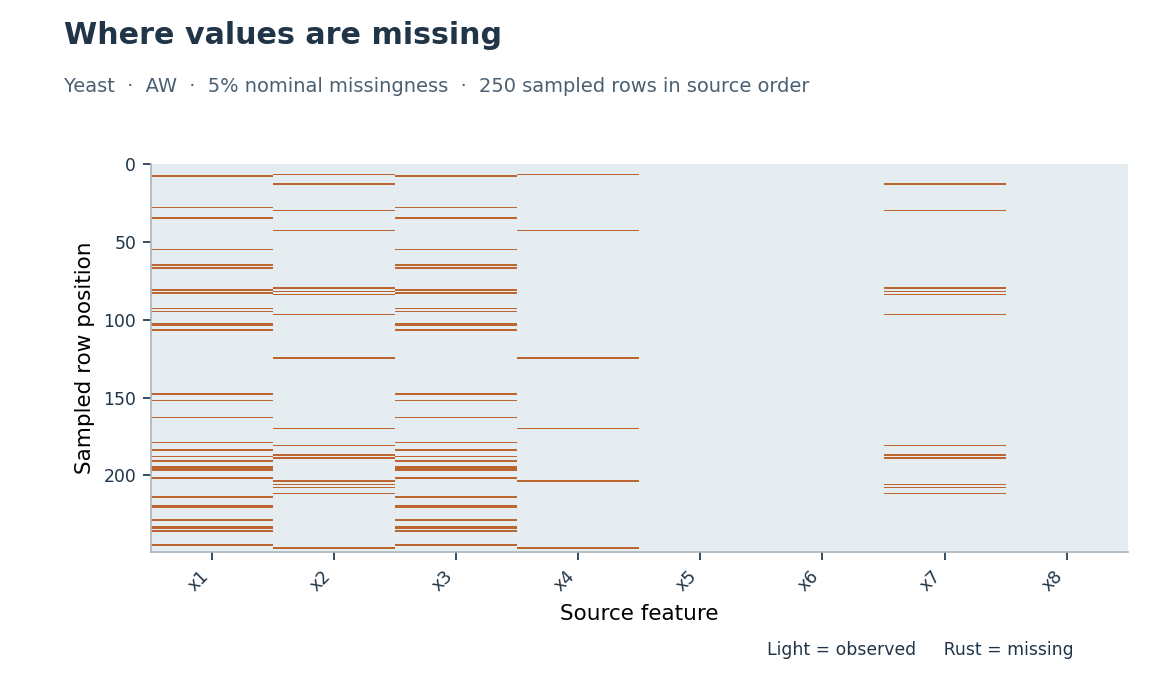 Where values are missing
Yeast · AW · 5% nominal missingness · 250 sampled rows in source order
0
50
100
150
200
Sampled row position
x1 x2 x3 x4 x5 x6 x7 x8
Source feature
Light = observed Rust = missing